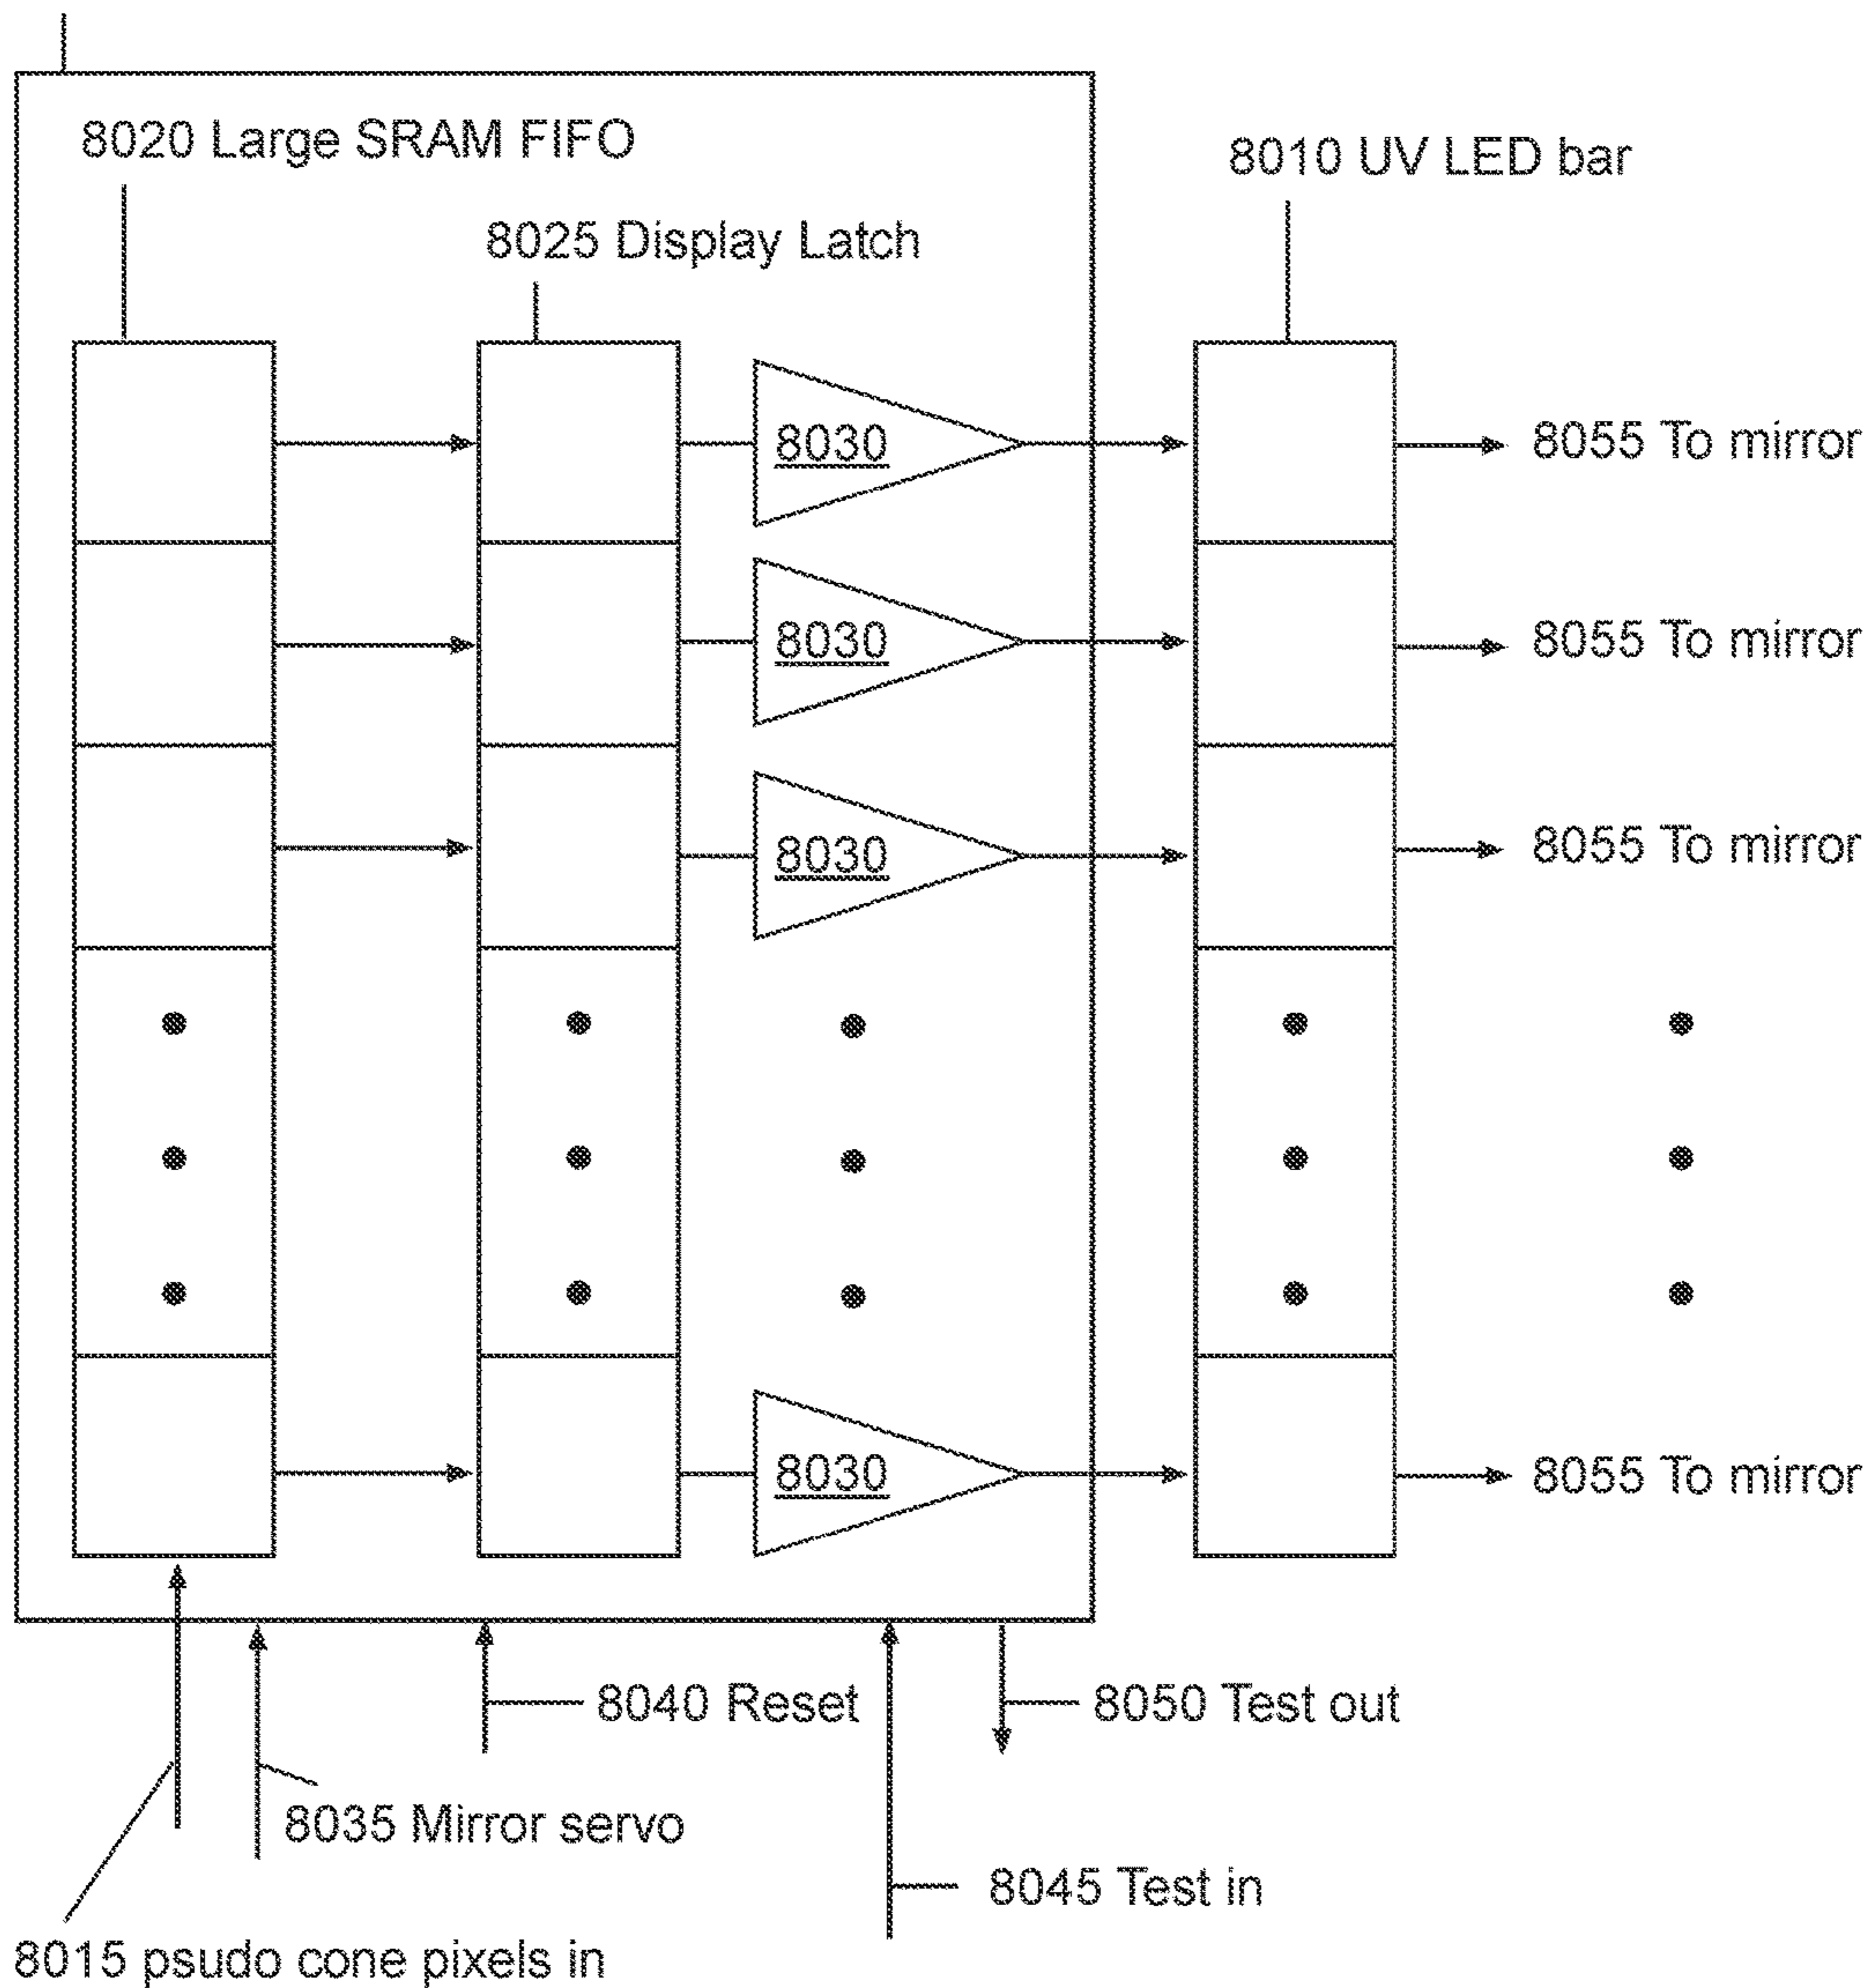 8020 Large SRAM FIFO
8010 UV LED bar
8025 Display Latch
8030
8055 To mirror
8030
8055 To mirror
8030
8055 To mirror
8030
8055 To mirror
8040 Reset
8050 Test out
8035 Mirror servo
8045 Test in
8015 psudo cone pixels in